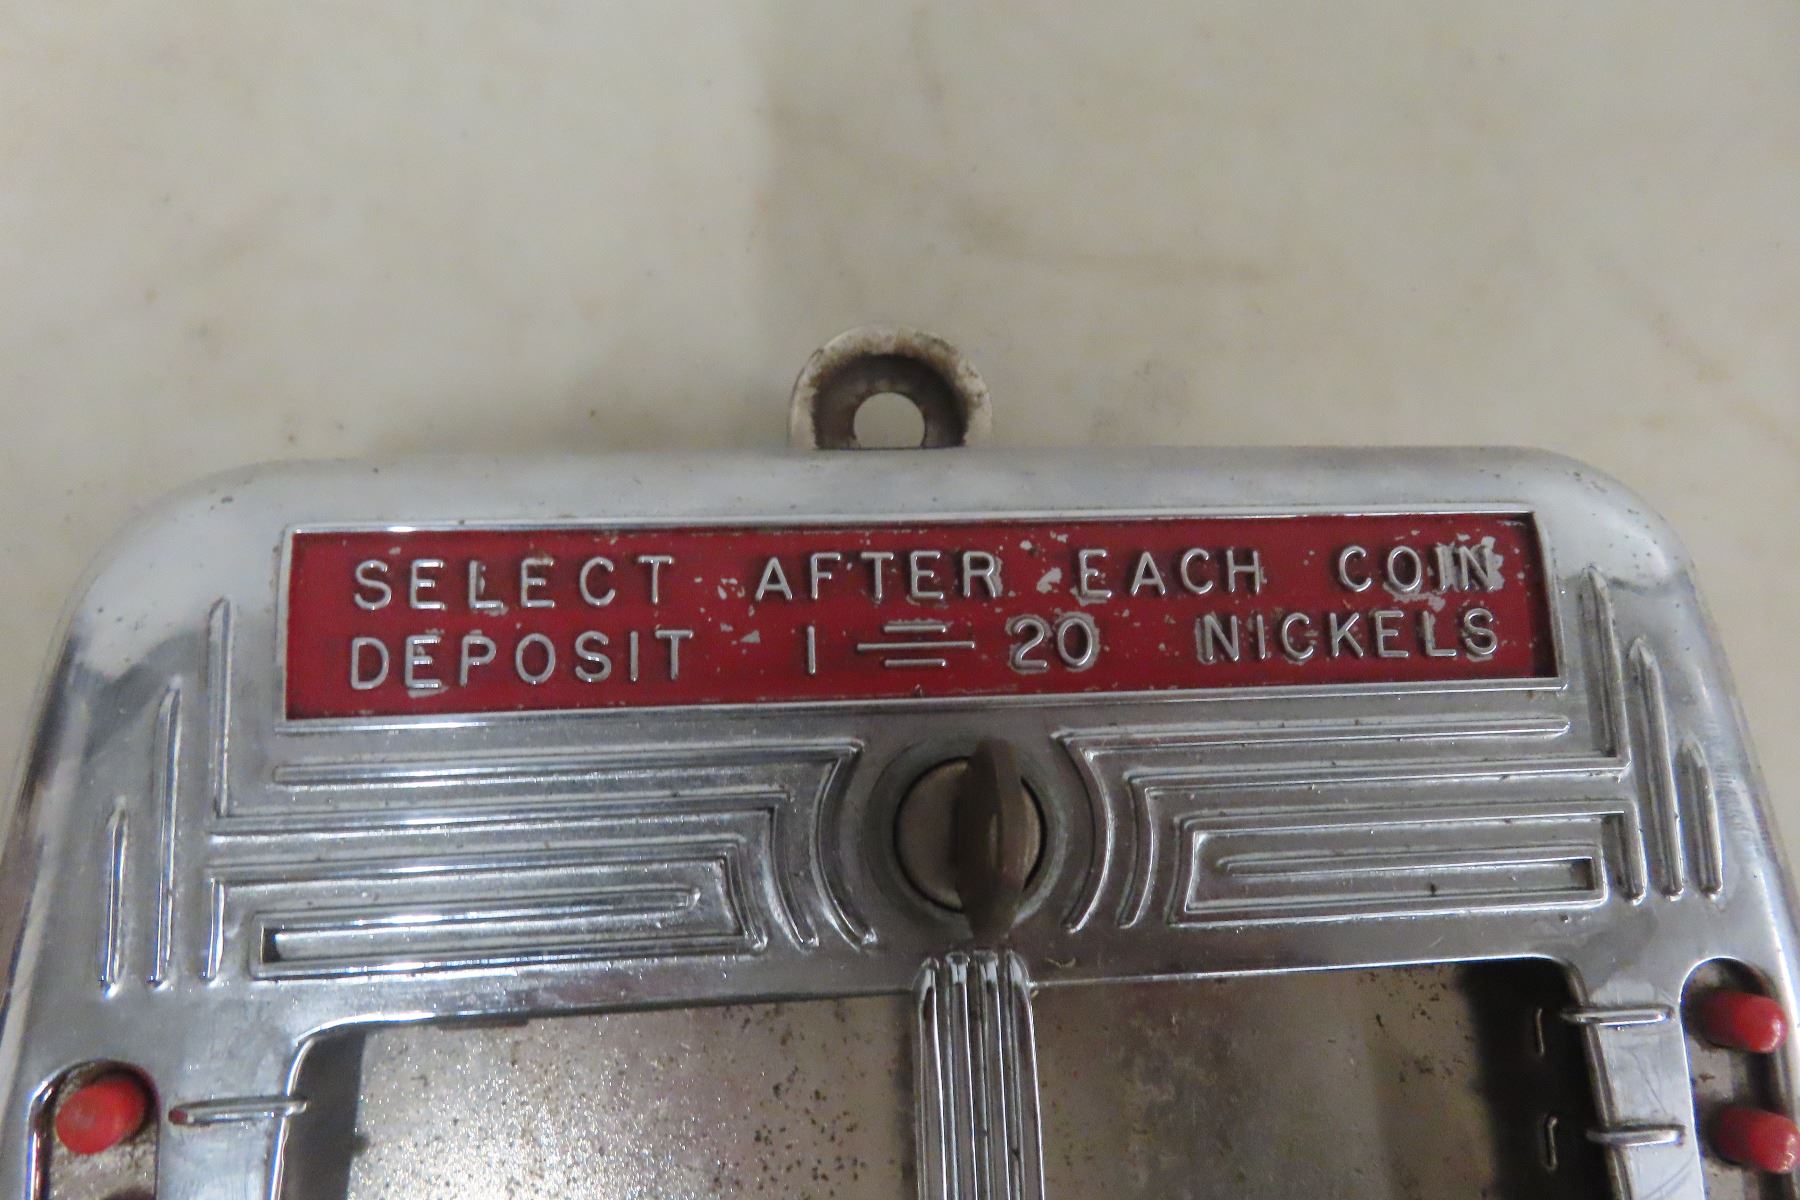 SELECT AFTER EACH COIN
DEPOSIT 1 — 20 NICKELS